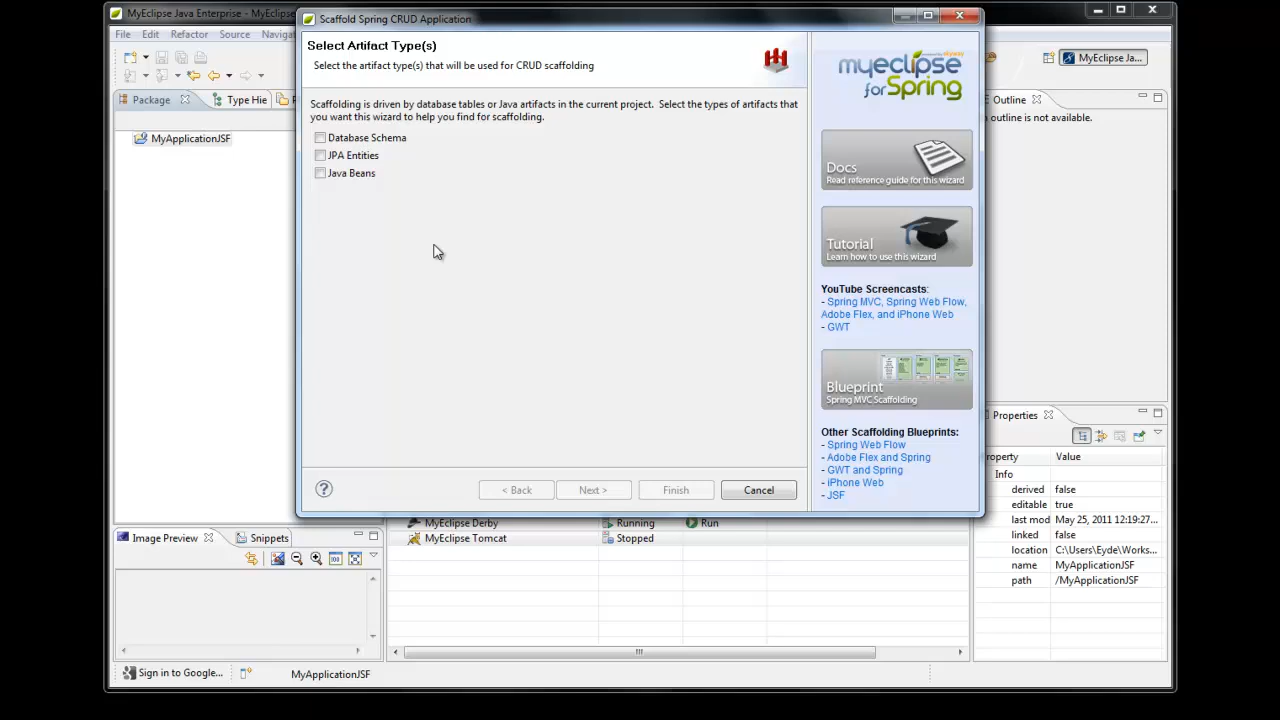 MyEclipse Java Enterprise - MyEclips
Scaffold Spring CRUD Application
File Edit Refactor Source Navigat
Select Artifact Type(s)
Select the artifact type(s) that will be used for CRUD scaffolding
MyEclipse Ja...
Package
Type Hie
Outline
outline is not available.
MyApplicationJSF
Scaffolding is driven by database tables or Java artifacts in the current project. Select the types of artifacts that
you want this wizard to help you find for scaffolding.
Database Schema
JPA Entities
Java Beans
myeclipse
for Spring
Docs
Read reference guide for this wizard
Tutorial
Learn how to use this wizard
YouTube Screencasts:
- Spring MVC, Spring Web Flow,
Adobe Flex, and iPhone Web
- GWT
Blueprint
Spring MVC Scaffolding
Other Scaffolding Blueprints:
- Spring Web Flow
- Adobe Flex and Spring
- GWT and Spring
- iPhone Web
- JSF
< Back
Next >
Finish
Cancel
Properties
Value
Info
derived false
editable true
last mod May 25, 2011 12:19:27...
linked false
location C:\Users\Eyde\Works...
name MyApplicationJSF
path /MyApplicationJSF
MyEclipse Derby Running Run
MyEclipse Tomcat Stopped
Image Preview
Snippets
Sign in to Google...
MyApplicationJSF